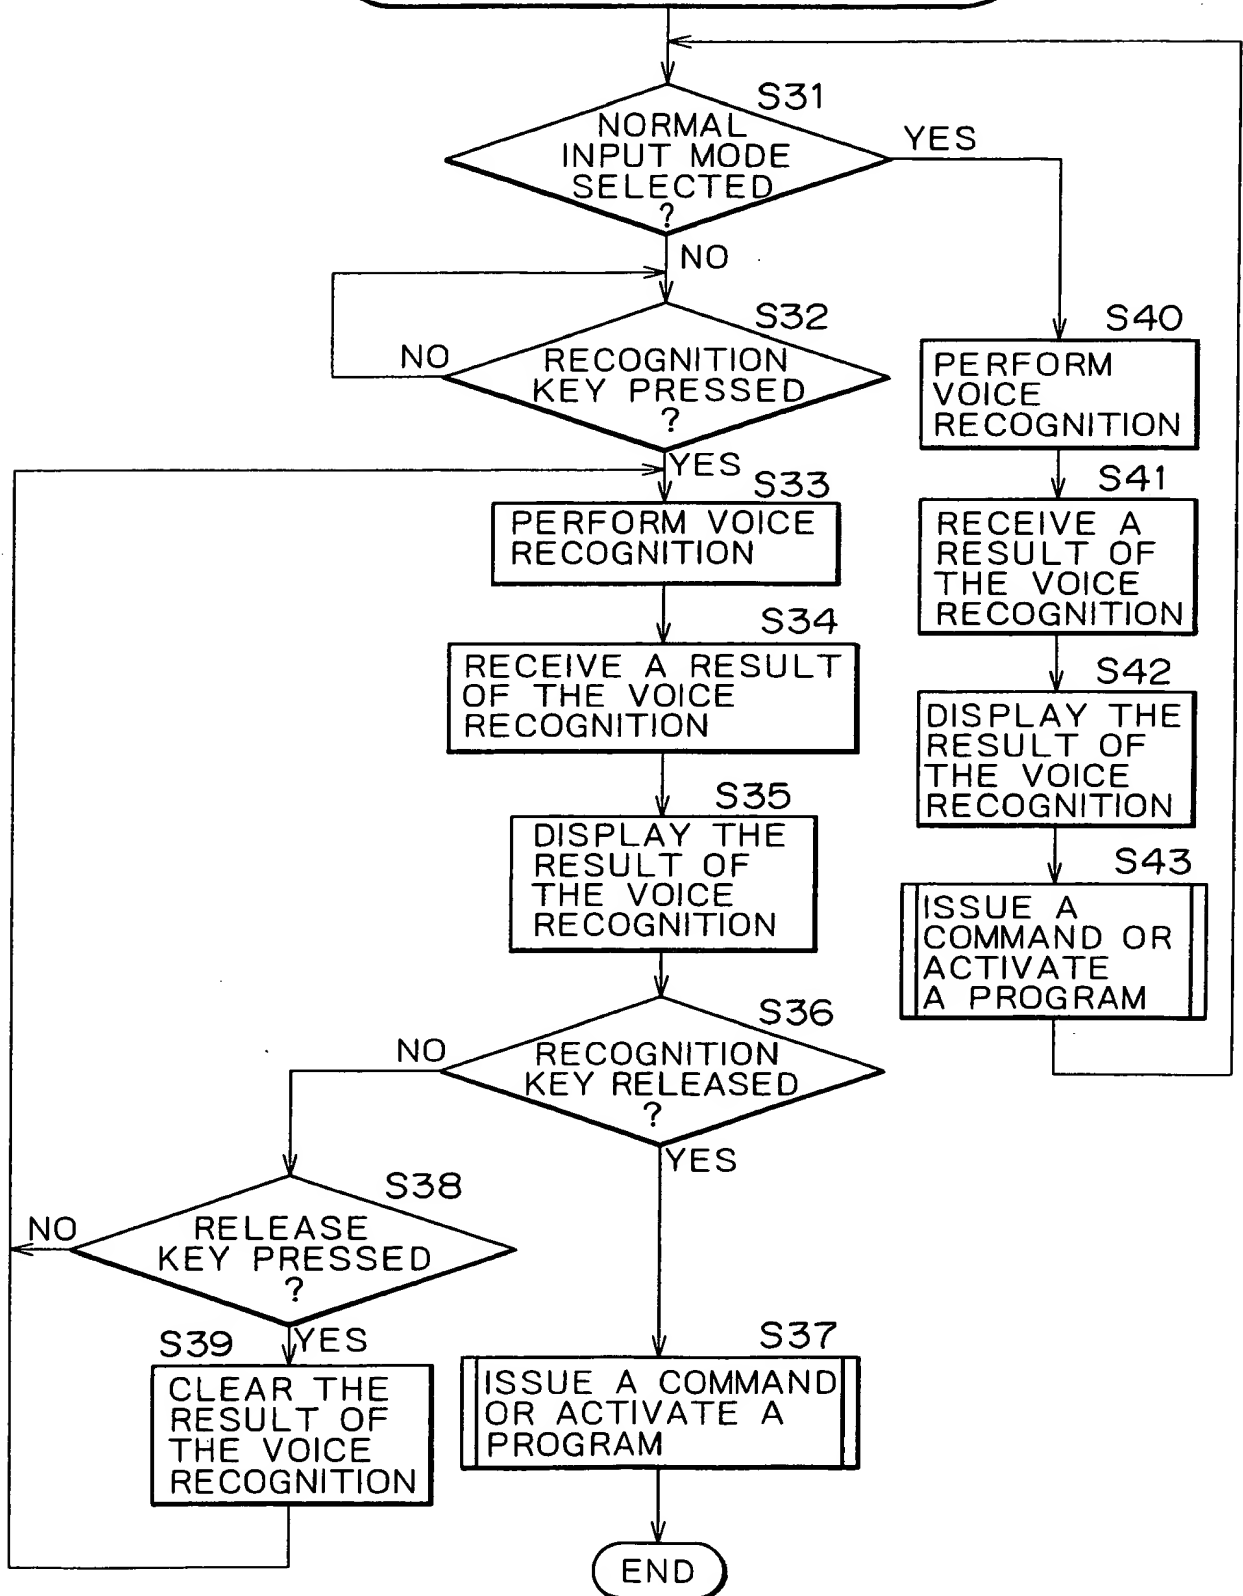 S31
NORMAL
INPUT MODE
SELECTED
?
YES
NO
S32
RECOGNITION
KEY PRESSED
?
NO
YES
S33
PERFORM VOICE
RECOGNITION
S34
RECEIVE A RESULT
OF THE VOICE
RECOGNITION
S35
DISPLAY THE
RESULT OF
THE VOICE
RECOGNITION
S36
RECOGNITION
KEY RELEASED
?
NO
YES
S38
RELEASE
KEY PRESSED
?
NO
YES
S39
CLEAR THE
RESULT OF
THE VOICE
RECOGNITION
S37
ISSUE A COMMAND
OR ACTIVATE A
PROGRAM
END
S40
PERFORM
VOICE
RECOGNITION
S41
RECEIVE A
RESULT OF
THE VOICE
RECOGNITION
S42
DISPLAY THE
RESULT OF
THE VOICE
RECOGNITION
S43
ISSUE A
COMMAND OR
ACTIVATE
A PROGRAM